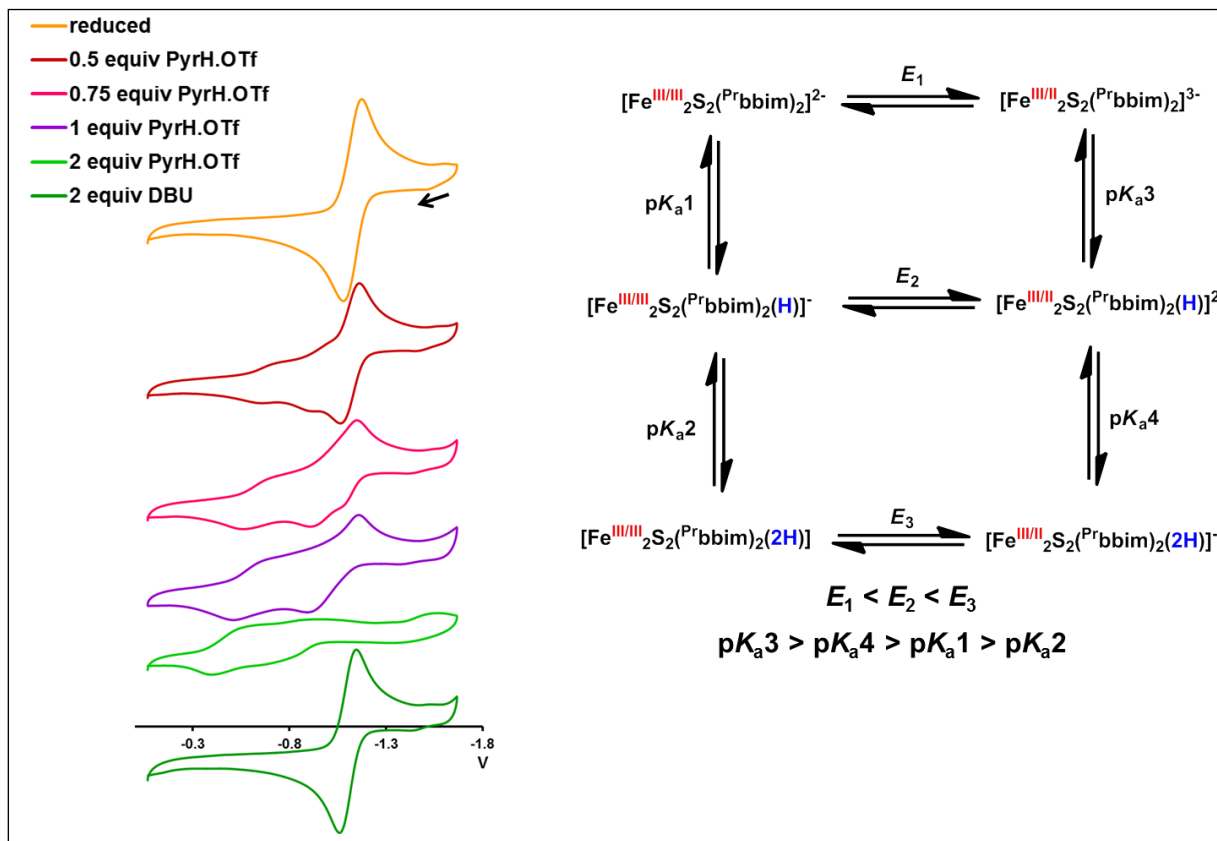 reduced
0.5 equiv PyrH.OTf
0.75 equiv PyrH.OTf
1 equiv PyrH.OTf
2 equiv PyrH.OTf
2 equiv DBU
-0.3 -0.8 -1.3 -1.8
V
[Feᴵᴵᴵ/ᴵᴵᴵ₂S₂(ᴾʳbbim)₂]²⁻ E₁ [Feᴵᴵᴵ/ᴵᴵ₂S₂(ᴾʳbbim)₂]³⁻
pKₐ1 pKₐ3
[Feᴵᴵᴵ/ᴵᴵᴵ₂S₂(ᴾʳbbim)₂(H)]⁻ E₂ [Feᴵᴵᴵ/ᴵᴵ₂S₂(ᴾʳbbim)₂(H)]²
pKₐ2 pKₐ4
[Feᴵᴵᴵ/ᴵᴵᴵ₂S₂(ᴾʳbbim)₂(2H)] E₃ [Feᴵᴵᴵ/ᴵᴵ₂S₂(ᴾʳbbim)₂(2H)]⁻
E₁ < E₂ < E₃
pKₐ3 > pKₐ4 > pKₐ1 > pKₐ2